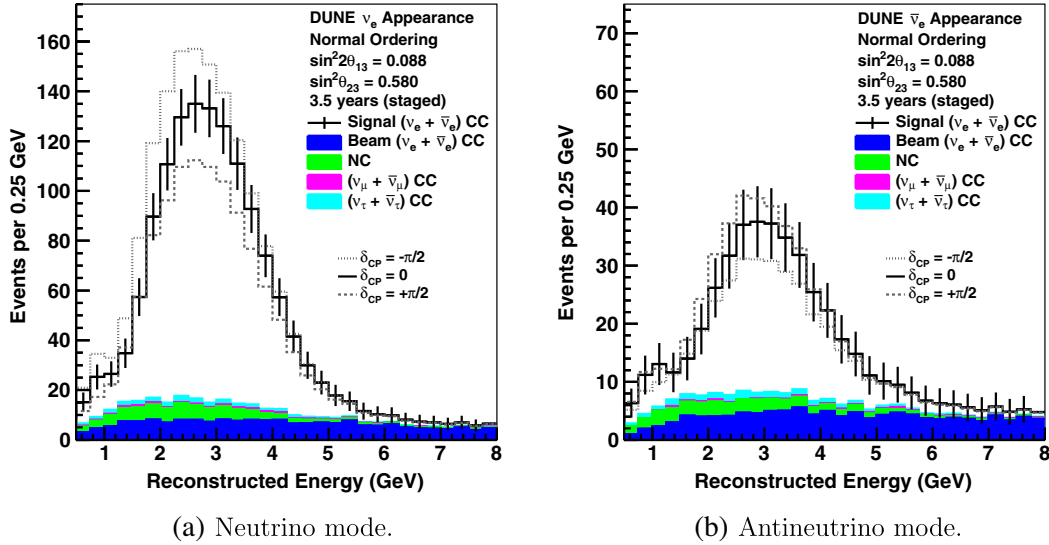 DUNE νe Appearance
Normal Ordering
sin²2θ13 = 0.088
sin²θ23 = 0.580
3.5 years (staged)
Signal (νe + ν̄e) CC
Beam (νe + ν̄e) CC
NC
(νμ + ν̄μ) CC
(ντ + ν̄τ) CC
δCP = -π/2
δCP = 0
δCP = +π/2
Events per 0.25 GeV
160
140
120
100
80
60
40
20
0
1 2 3 4 5 6 7 8
Reconstructed Energy (GeV)
(a) Neutrino mode.
DUNE ν̄e Appearance
Normal Ordering
sin²2θ13 = 0.088
sin²θ23 = 0.580
3.5 years (staged)
Signal (νe + ν̄e) CC
Beam (νe + ν̄e) CC
NC
(νμ + ν̄μ) CC
(ντ + ν̄τ) CC
δCP = -π/2
δCP = 0
δCP = +π/2
Events per 0.25 GeV
70
60
50
40
30
20
10
0
1 2 3 4 5 6 7 8
Reconstructed Energy (GeV)
(b) Antineutrino mode.